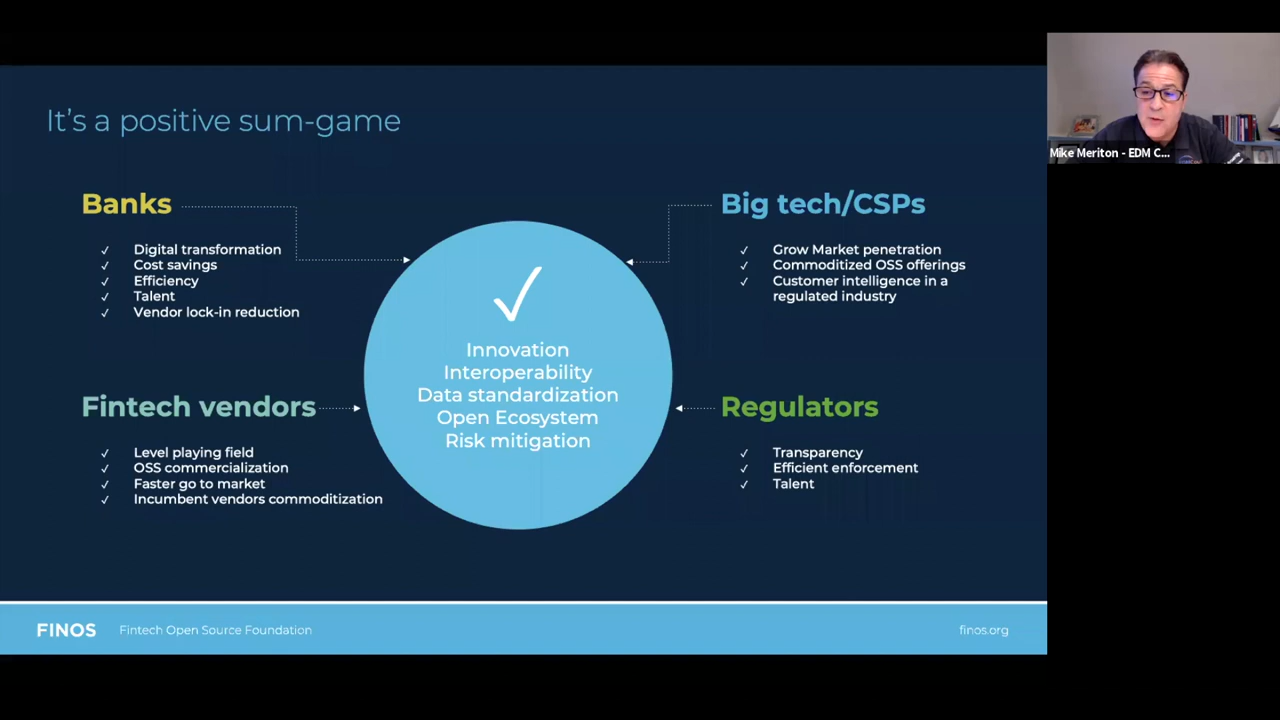 It's a positive sum-game
Banks
✓ Digital transformation
✓ Cost savings
✓ Efficiency
✓ Talent
✓ Vendor lock-in reduction
Fintech vendors
✓ Level playing field
✓ OSS commercialization
✓ Faster go to market
✓ Incumbent vendors commoditization
✓
Innovation
Interoperability
Data standardization
Open Ecosystem
Risk mitigation
Big tech/CSPs
✓ Grow Market penetration
✓ Commoditized OSS offerings
✓ Customer intelligence in a
regulated industry
Regulators
✓ Transparency
✓ Efficient enforcement
✓ Talent
FINOS Fintech Open Source Foundation
finos.org
Mike Meriton - EDM C...